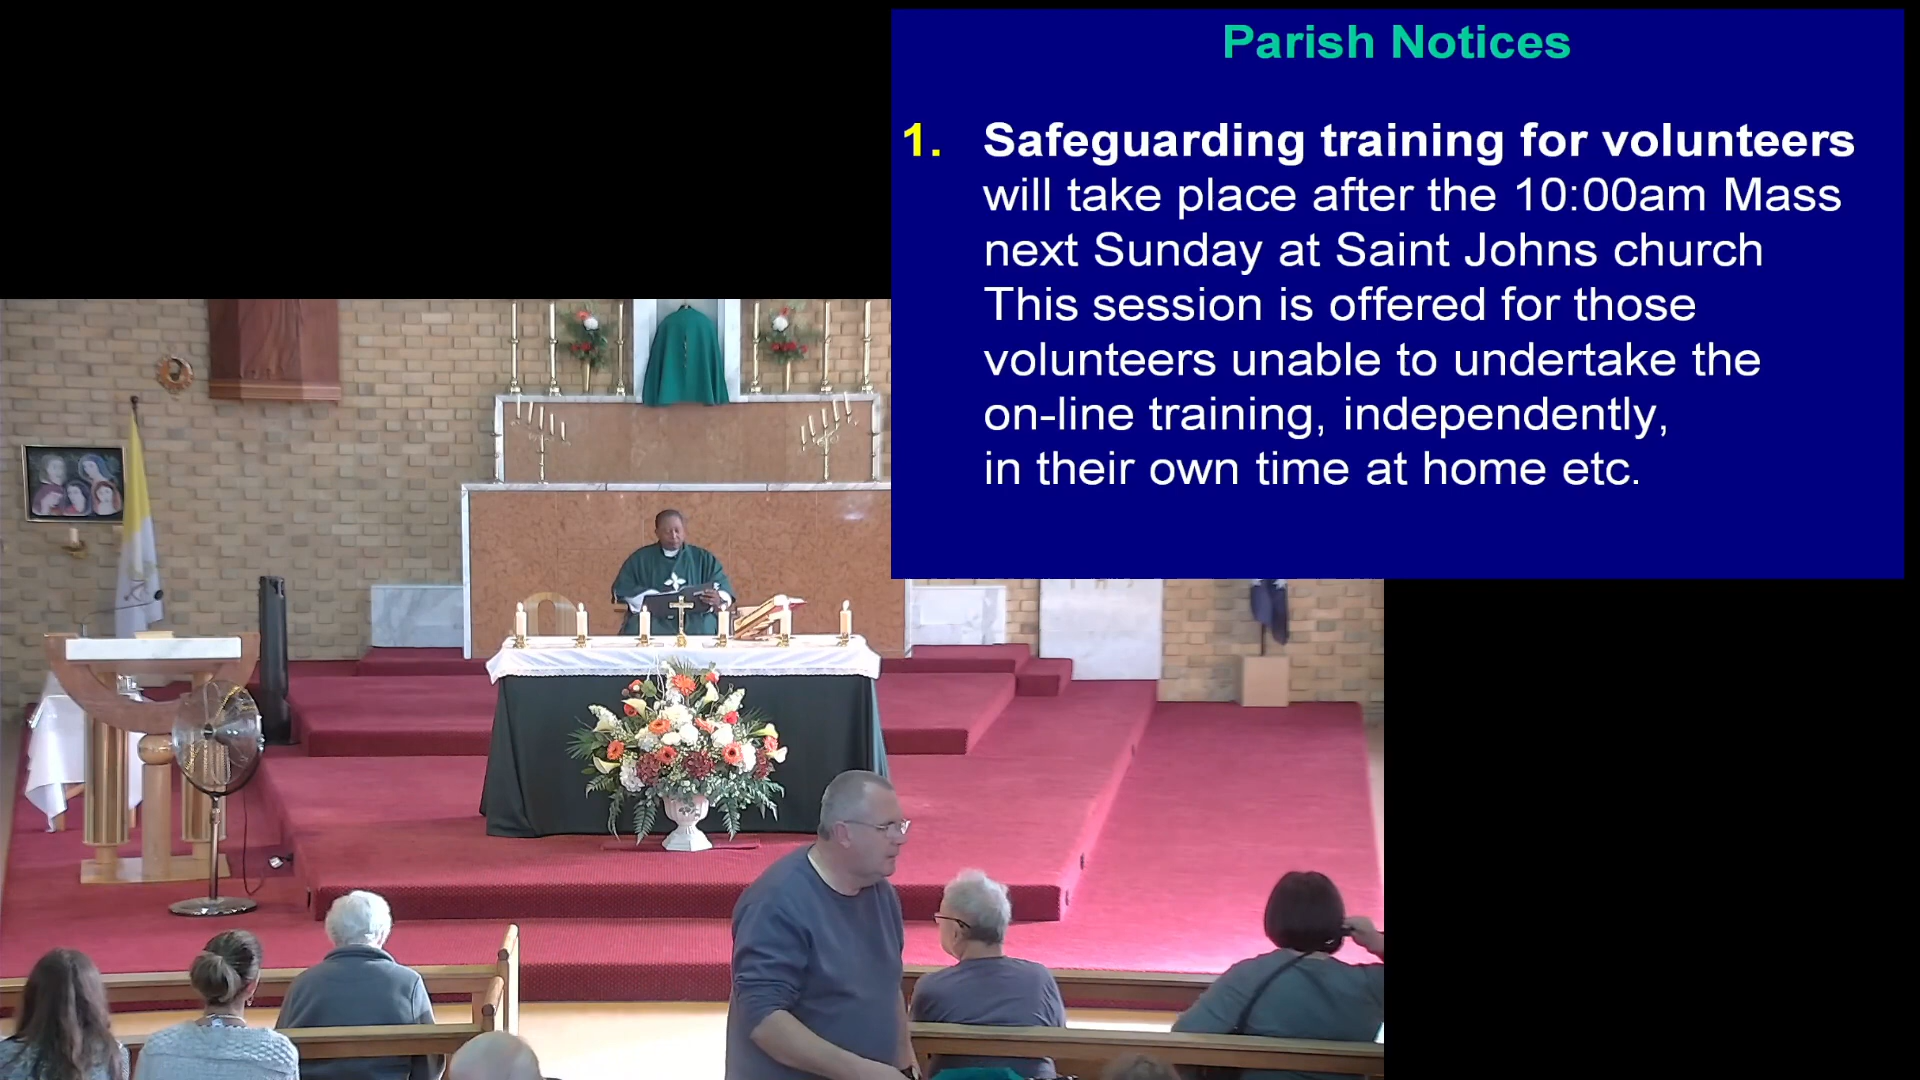 Parish Notices
1. Safeguarding training for volunteers
will take place after the 10:00am Mass
next Sunday at Saint Johns church
This session is offered for those
volunteers unable to undertake the
on-line training, independently,
in their own time at home etc.